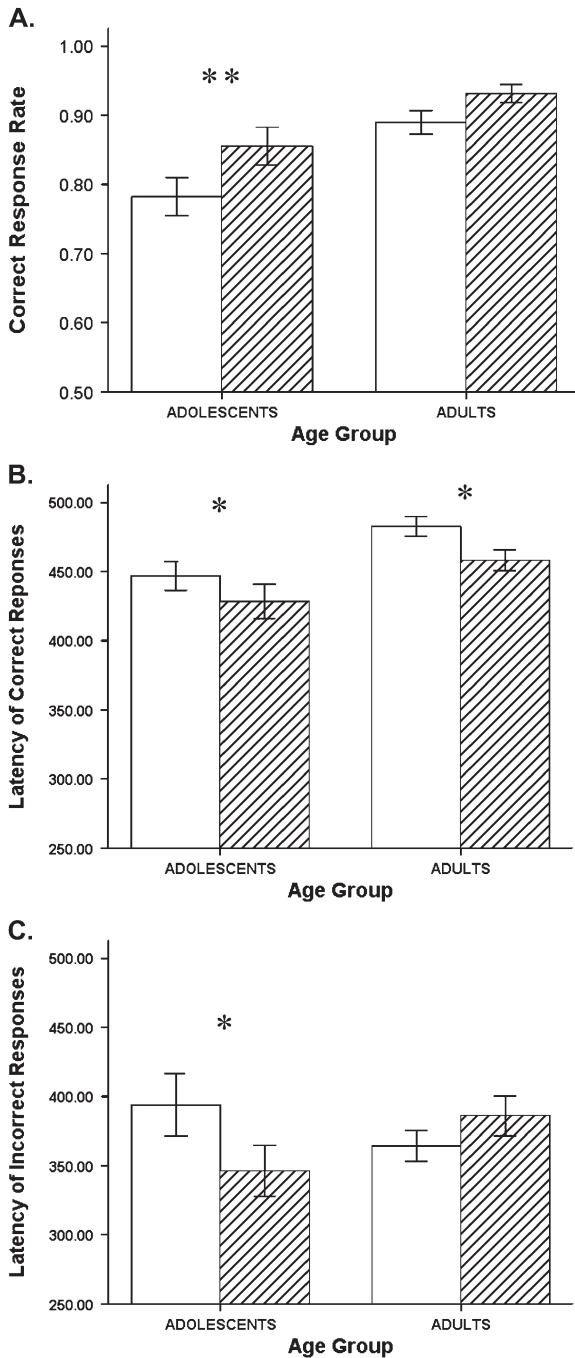 A.
Correct Response Rate
1.00
**
0.90
0.80
0.70
0.60
0.50
ADOLESCENTS ADULTS
Age Group
B.
Latency of Correct Reponses
500.00
* *
450.00
400.00
350.00
300.00
250.00
ADOLESCENTS ADULTS
Age Group
C.
Latency of Incorrect Responses
500.00
450.00
*
400.00
350.00
300.00
250.00
ADOLESCENTS ADULTS
Age Group